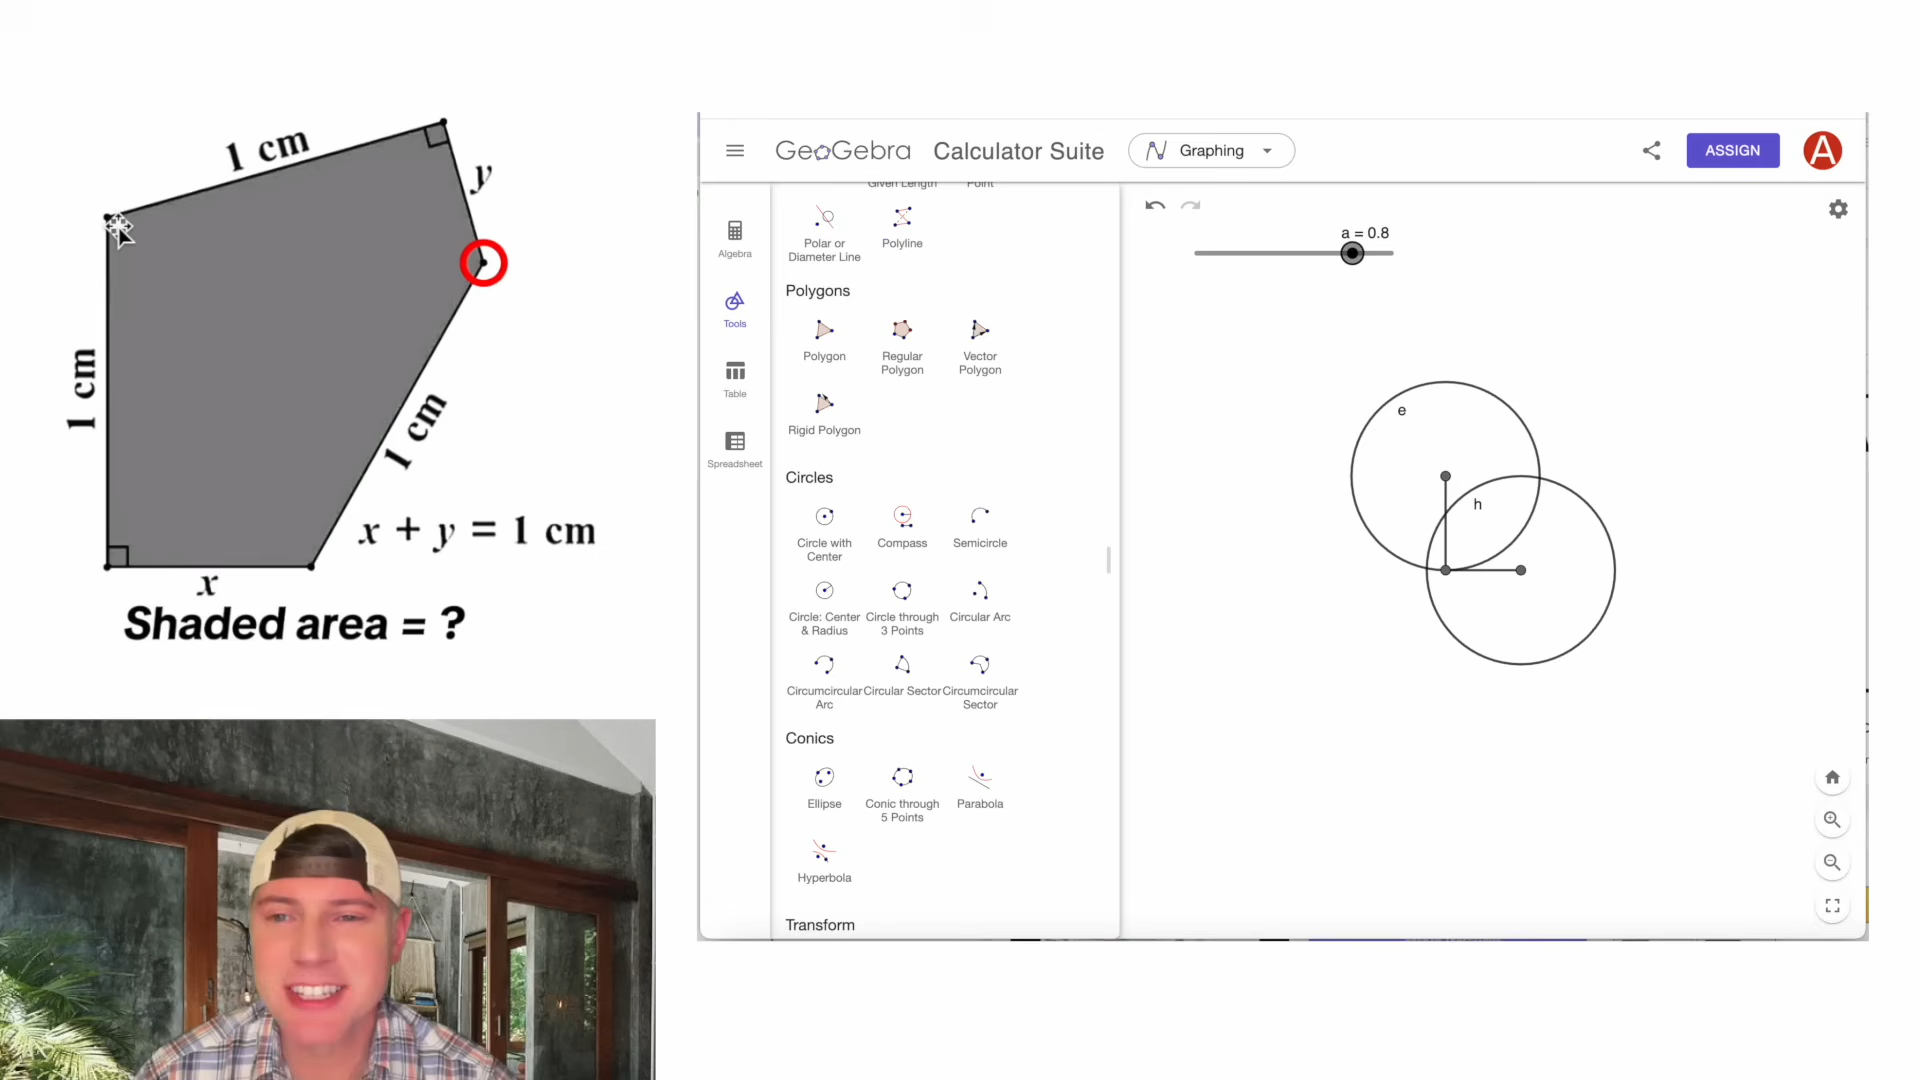 1 cm
y
1 cm
1 cm
x + y = 1 cm
x
Shaded area = ?
GeoGebra Calculator Suite
Graphing
ASSIGN
A
Algebra
Tools
Table
Spreadsheet
Given Length
Point
Polar or Diameter Line
Polyline
Polygons
Polygon
Regular Polygon
Vector Polygon
Rigid Polygon
Circles
Circle with Center
Compass
Semicircle
Circle: Center & Radius
Circle through 3 Points
Circular Arc
Circumcircular Arc
Circular Sector
Circumcircular Sector
Conics
Ellipse
Conic through 5 Points
Parabola
Hyperbola
Transform
a = 0.8
e
h